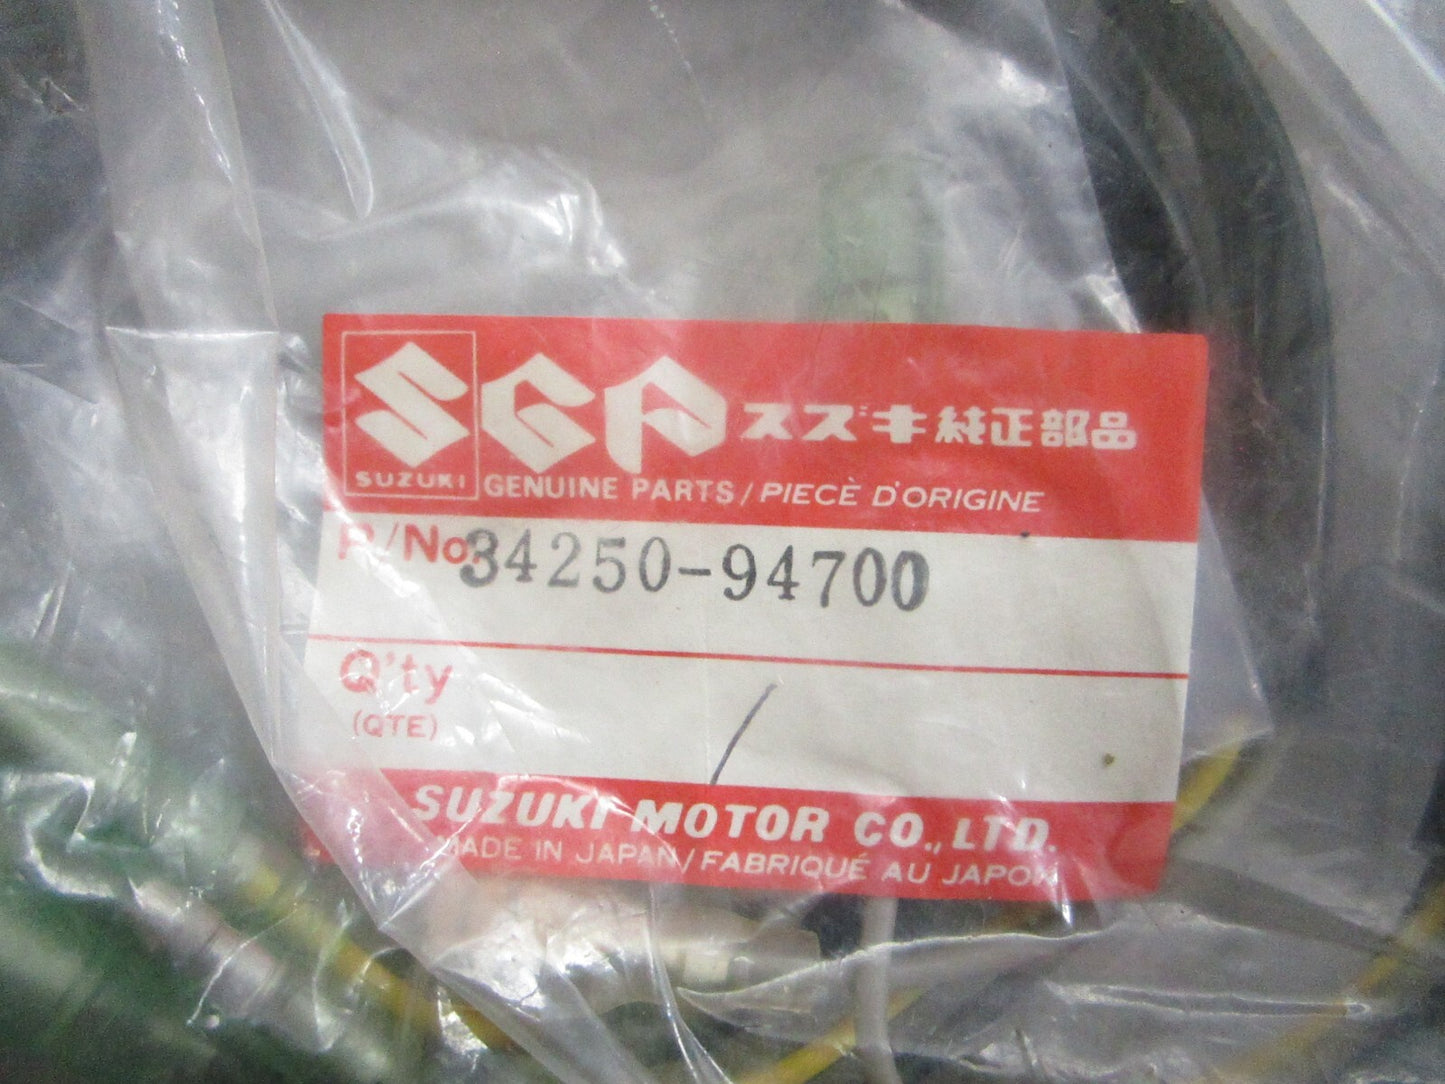 SUZUKI
SGP スズキ純正部品
GENUINE PARTS/PIECÈ D'ORIGINE
P/No. 34250-94700
Q'ty /
(QTE)
SUZUKI MOTOR CO., LTD.
MADE IN JAPAN/FABRIQUÉ AU JAPON